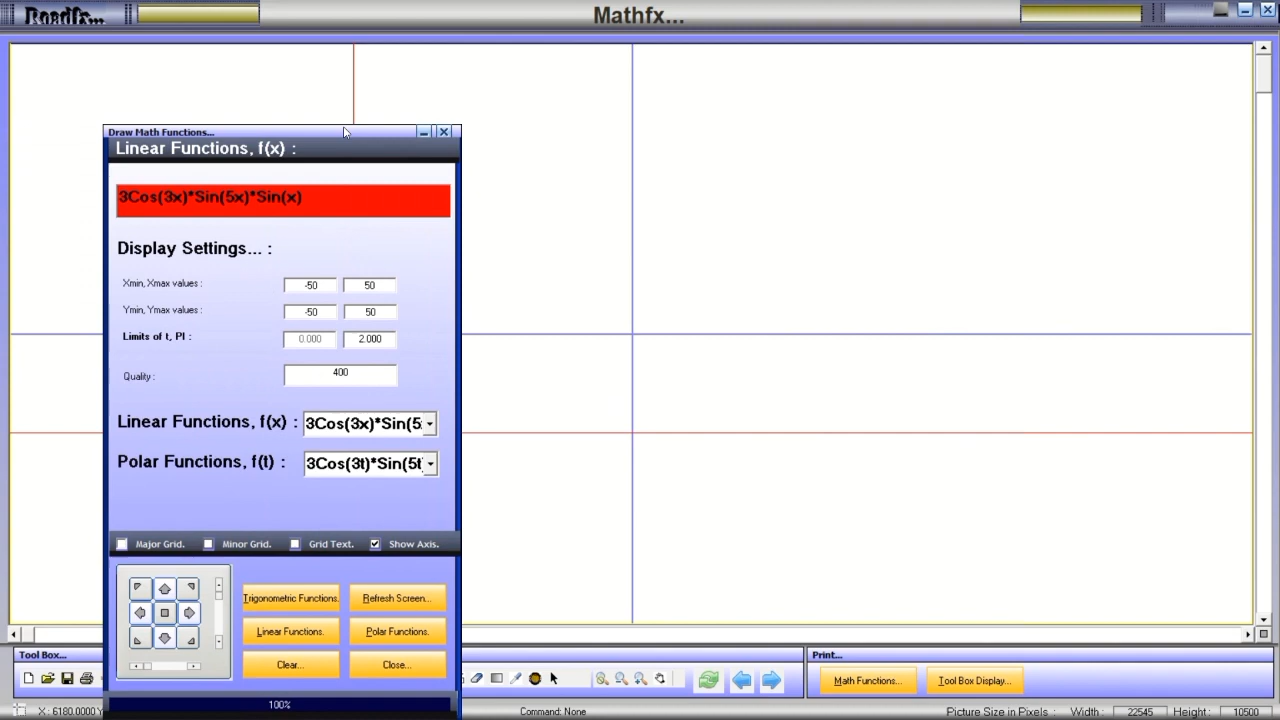 Roadfx...
Mathfx...
Draw Math Functions...
Linear Functions, f(x) :
3Cos(3x)*Sin(5x)*Sin(x)
Display Settings... :
Xmin, Xmax values : -50 50
Ymin, Ymax values : -50 50
Limits of t, PI : 0.000 2.000
Quality : 400
Linear Functions, f(x) : 3Cos(3x)*Sin(5x
Polar Functions, f(t) : 3Cos(3t)*Sin(5t
Major Grid. Minor Grid. Grid Text. Show Axis.
Trigonometric Functions. Refresh Screen...
Linear Functions. Polar Functions.
Clear... Close...
100%
Tool Box... Print...
Math Functions... Tool Box Display...
X : 6180.0000 Y Command: None Picture Size in Pixels : Width : 22545 Height : 10500